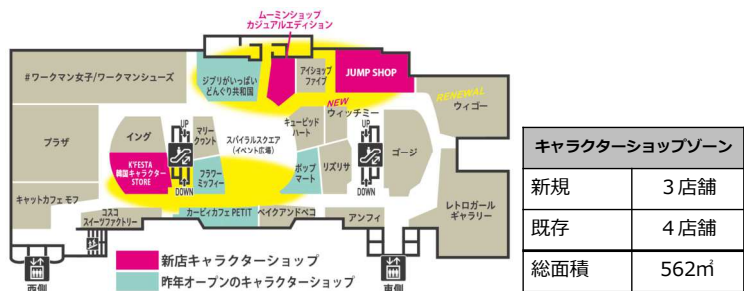 ムーミンショップ
カジュアルエディション
#ワークマン女子/ワークマンシューズ
ジブリがいっぱい
どんぐり共和国
アイショップ
ファイブ
JUMP SHOP
RENEWAL
ウィゴー
NEW
ウィッチミー
プラザ
イング
UP
マリー
クヮント
スパイラルスクエア
(イベント広場)
キューピッド
ハート
UP
K'FESTA
韓国キャラクター
STORE
フラワー
ミッフィー
ポップ
マート
リズリサ
ゴージ
DOWN
DOWN
キャットカフェ モフ
コスコ
スイーツファクトリー
カービィカフェ PETIT
ベイクアンドペコ
アンフィ
レトロガール
ギャラリー
西側
東側
新店キャラクターショップ
昨年オープンのキャラクターショップ
キャラクターショップゾーン
新規 3店舗
既存 4店舗
総面積 562㎡